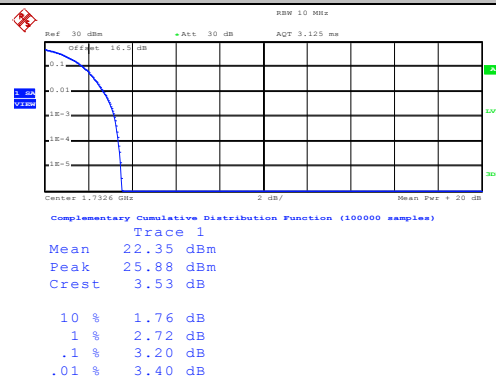 RBW 10 MHz
Ref 30 dBm Att 30 dB AQT 3.125 ms
Offset 16.5 dB
0.1
A
0.01
1 SA
VIEW
1E-3
LVL
1E-4
1E-5
3DB
Center 1.7326 GHz 2 dB/ Mean Pwr + 20 dB
Complementary Cumulative Distribution Function (100000 samples)
Trace 1
Mean 22.35 dBm
Peak 25.88 dBm
Crest 3.53 dB
10 % 1.76 dB
1 % 2.72 dB
.1 % 3.20 dB
.01 % 3.40 dB